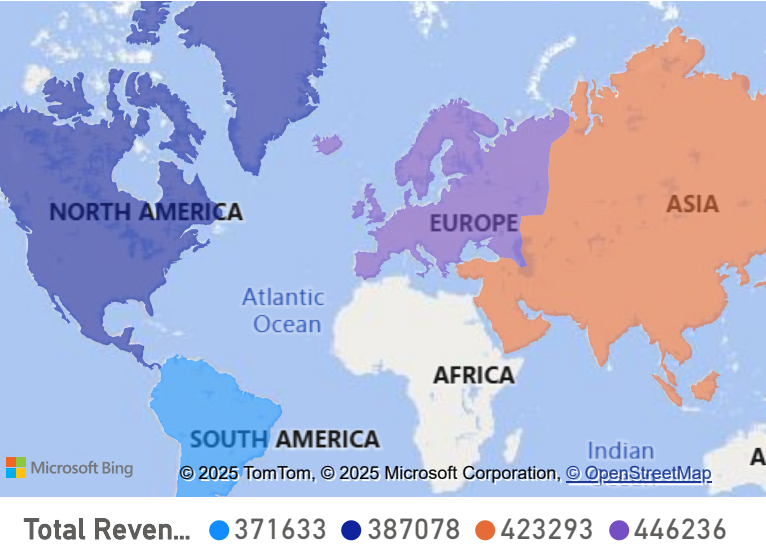 NORTH AMERICA
EUROPE
ASIA
Atlantic
Ocean
AFRICA
SOUTH AMERICA
Indian
A
Microsoft Bing
© 2025 TomTom, © 2025 Microsoft Corporation, © OpenStreetMap
Total Reven... 371633 387078 423293 446236